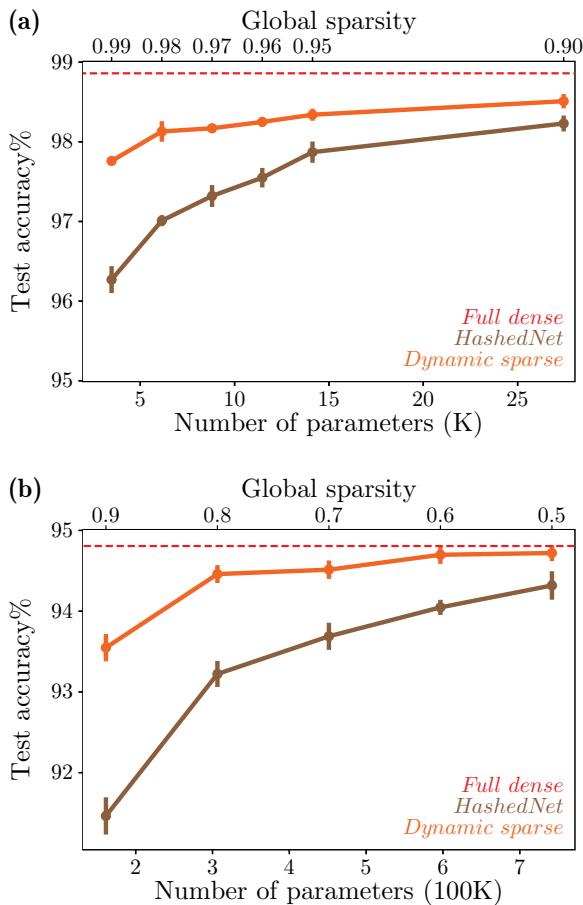 (a)
Global sparsity
0.99 0.98 0.97 0.96 0.95 0.90
99
98
97
96
95
Test accuracy%
Full dense
HashedNet
Dynamic sparse
5 10 15 20 25
Number of parameters (K)
(b)
Global sparsity
0.9 0.8 0.7 0.6 0.5
95
94
93
92
Test accuracy%
Full dense
HashedNet
Dynamic sparse
2 3 4 5 6 7
Number of parameters (100K)